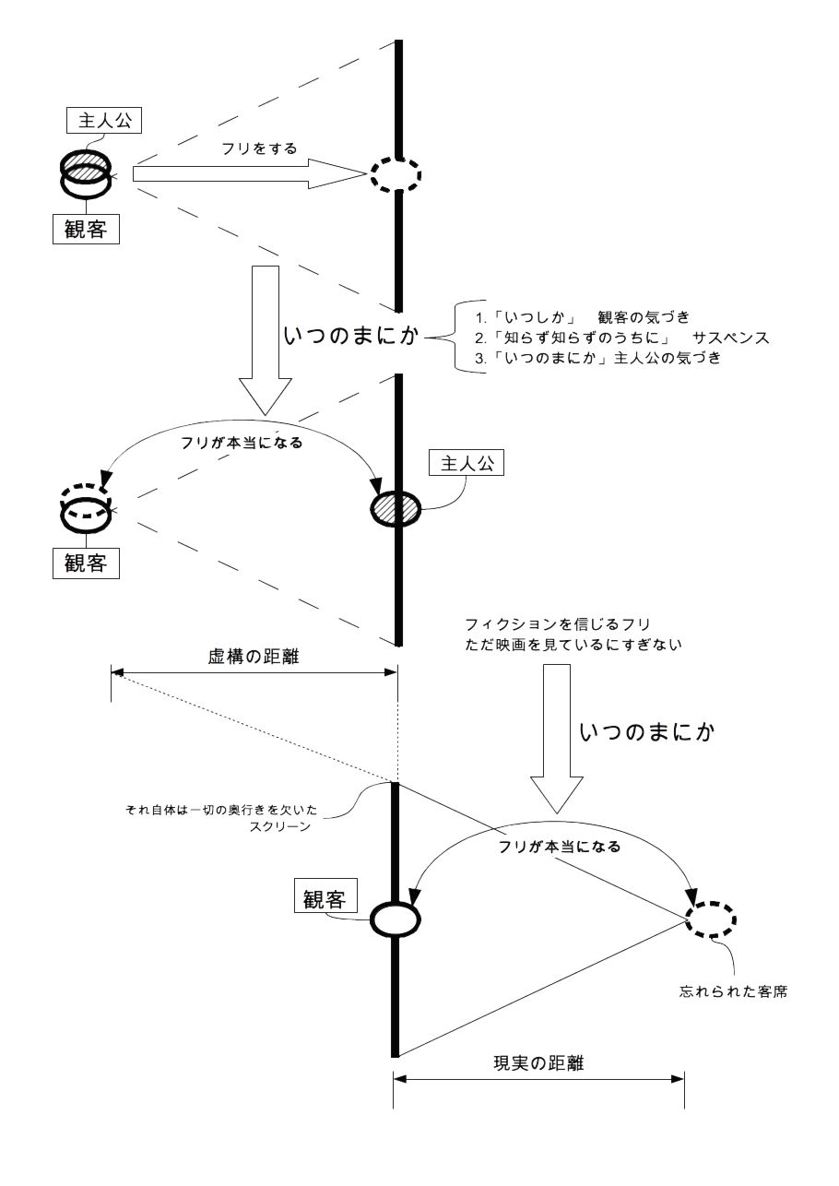 主人公
フリをする
観客
いつのまにか
1.「いつしか」　観客の気づき
2.「知らず知らずのうちに」　サスペンス
3.「いつのまにか」主人公の気づき
フリが本当になる
主人公
観客
フィクションを信じるフリ
ただ映画を見ているにすぎない
虚構の距離
いつのまにか
それ自体は一切の奥行きを欠いた
スクリーン
フリが本当になる
観客
忘れられた客席
現実の距離